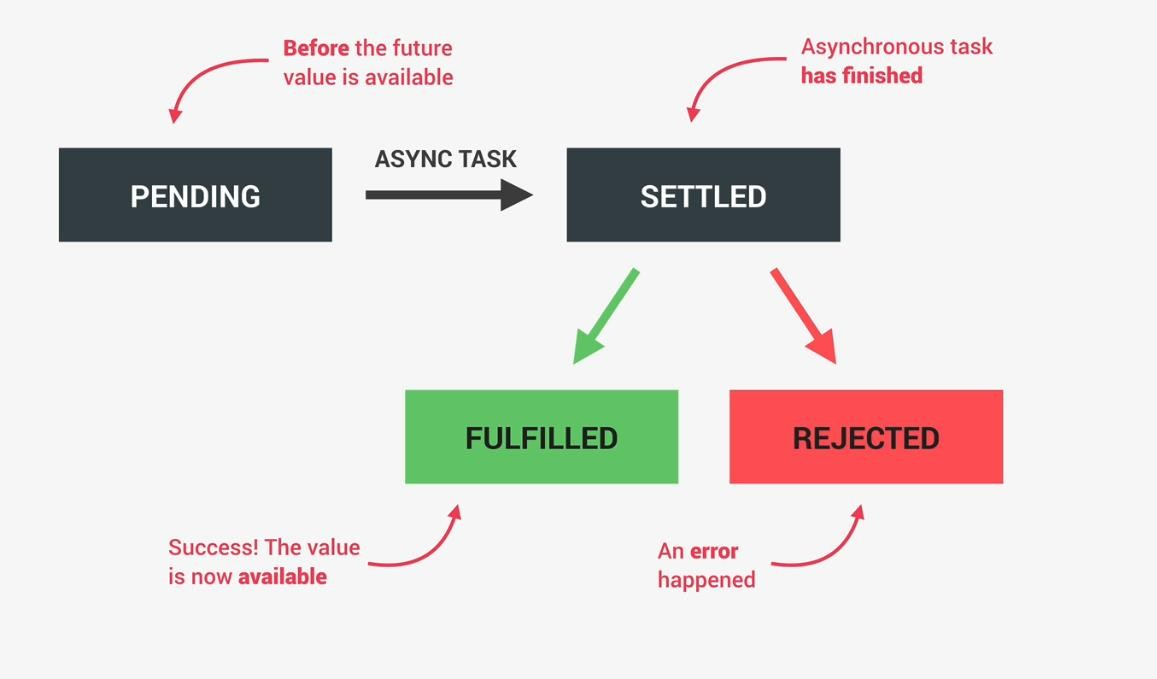 Before the future
value is available
Asynchronous task
has finished
PENDING
ASYNC TASK
SETTLED
FULFILLED
REJECTED
Success! The value
is now available
An error
happened